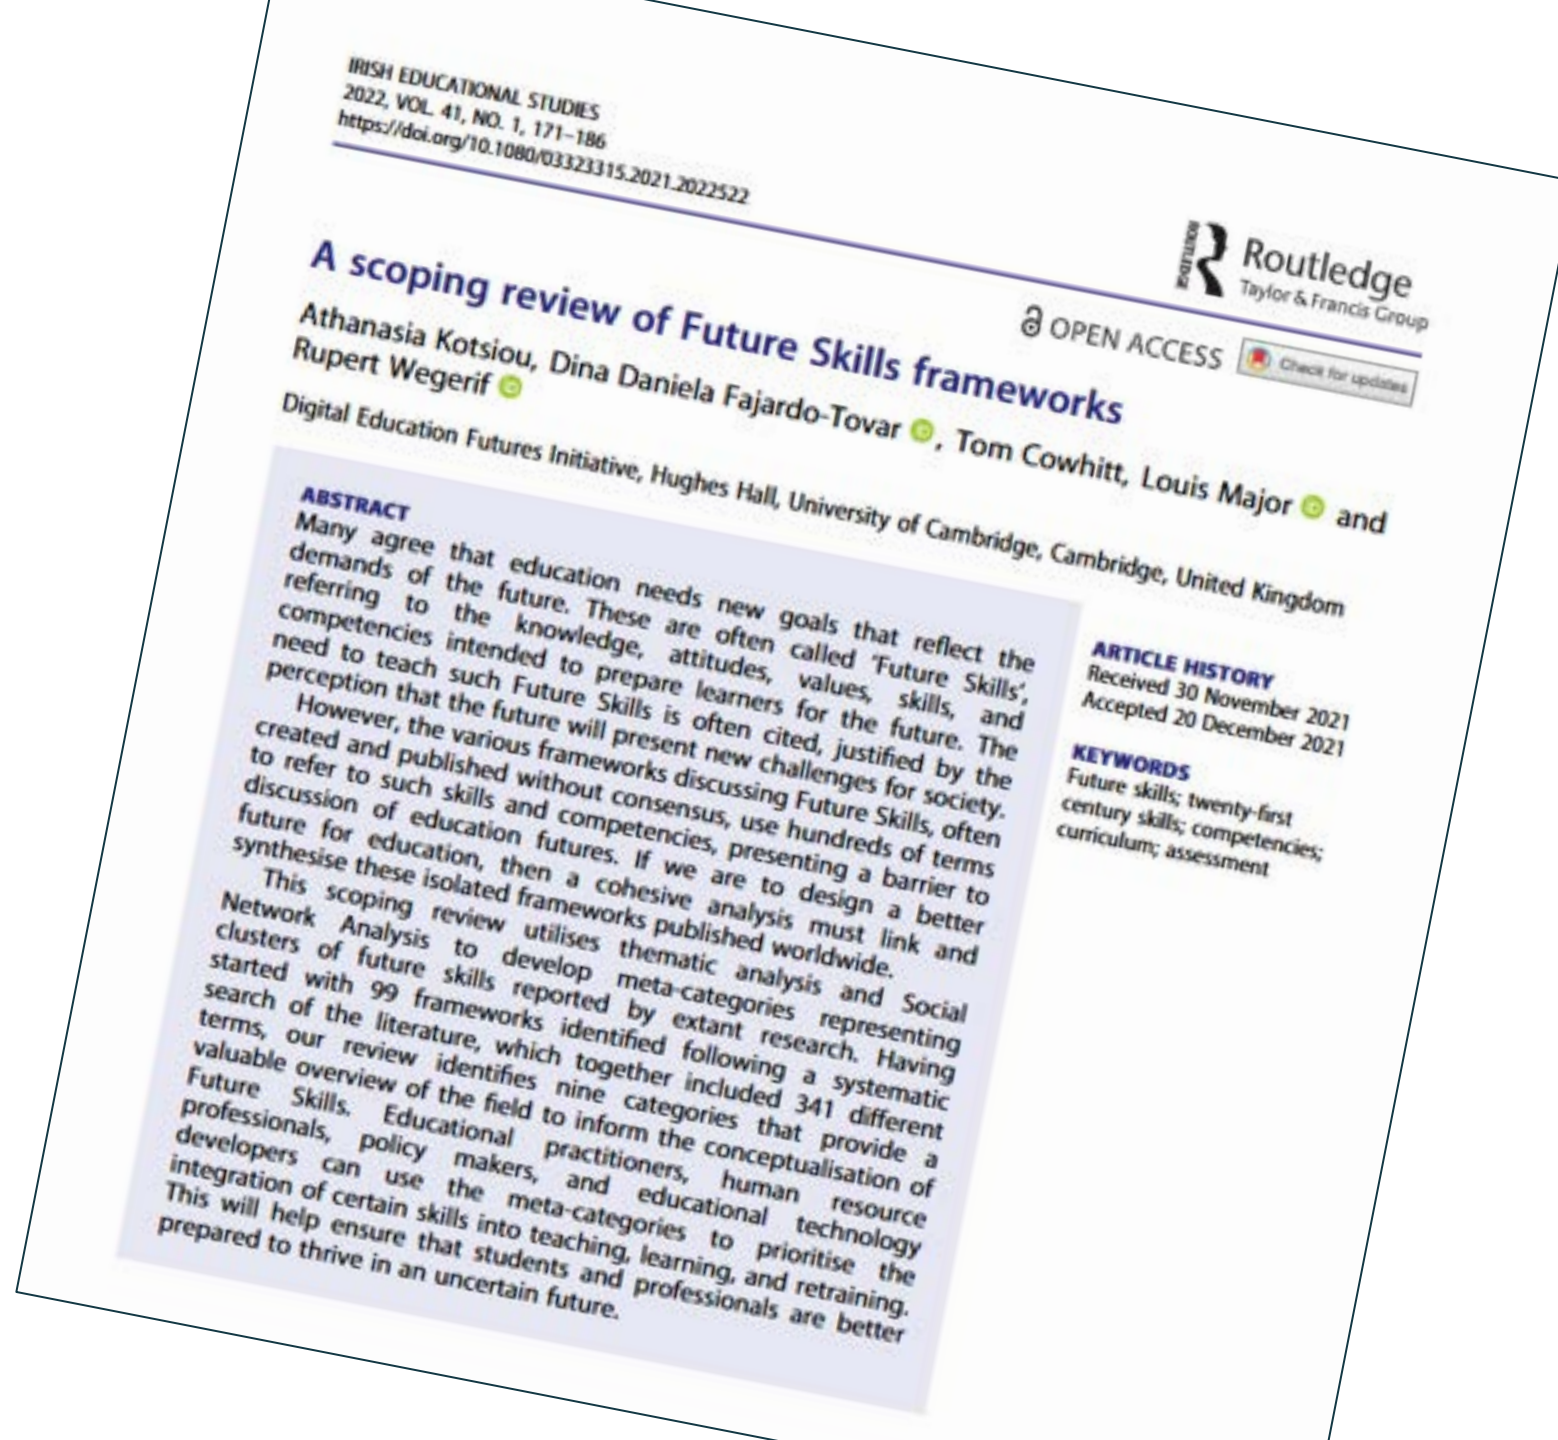 IRISH EDUCATIONAL STUDIES
2022, VOL. 41, NO. 1, 171–186
https://doi.org/10.1080/03323315.2021.2022522
ROUTLEDGE
Routledge
Taylor & Francis Group
OPEN ACCESS
Check for updates
A scoping review of Future Skills frameworks
Athanasia Kotsiou, Dina Daniela Fajardo-Tovar, Tom Cowhitt, Louis Major and
Rupert Wegerif
Digital Education Futures Initiative, Hughes Hall, University of Cambridge, Cambridge, United Kingdom
ABSTRACT
Many agree that education needs new goals that reflect the
demands of the future. These are often called ‘Future Skills’,
referring to the knowledge, attitudes, values, skills, and
competencies intended to prepare learners for the future. The
need to teach such Future Skills is often cited, justified by the
perception that the future will present new challenges for society.
However, the various frameworks discussing Future Skills, often
created and published without consensus, use hundreds of terms
to refer to such skills and competencies, presenting a barrier to
discussion of education futures. If we are to design a better
future for education, then a cohesive analysis must link and
synthesise these isolated frameworks published worldwide.
This scoping review utilises thematic analysis and Social
Network Analysis to develop meta-categories representing
clusters of future skills reported by extant research. Having
started with 99 frameworks identified following a systematic
search of the literature, which together included 341 different
terms, our review identifies nine categories that provide a
valuable overview of the field to inform the conceptualisation of
Future Skills. Educational practitioners, human resource
professionals, policy makers, and educational technology
developers can use the meta-categories to prioritise the
integration of certain skills into teaching, learning, and retraining.
This will help ensure that students and professionals are better
prepared to thrive in an uncertain future.
ARTICLE HISTORY
Received 30 November 2021
Accepted 20 December 2021
KEYWORDS
Future skills; twenty-first
century skills; competencies;
curriculum; assessment